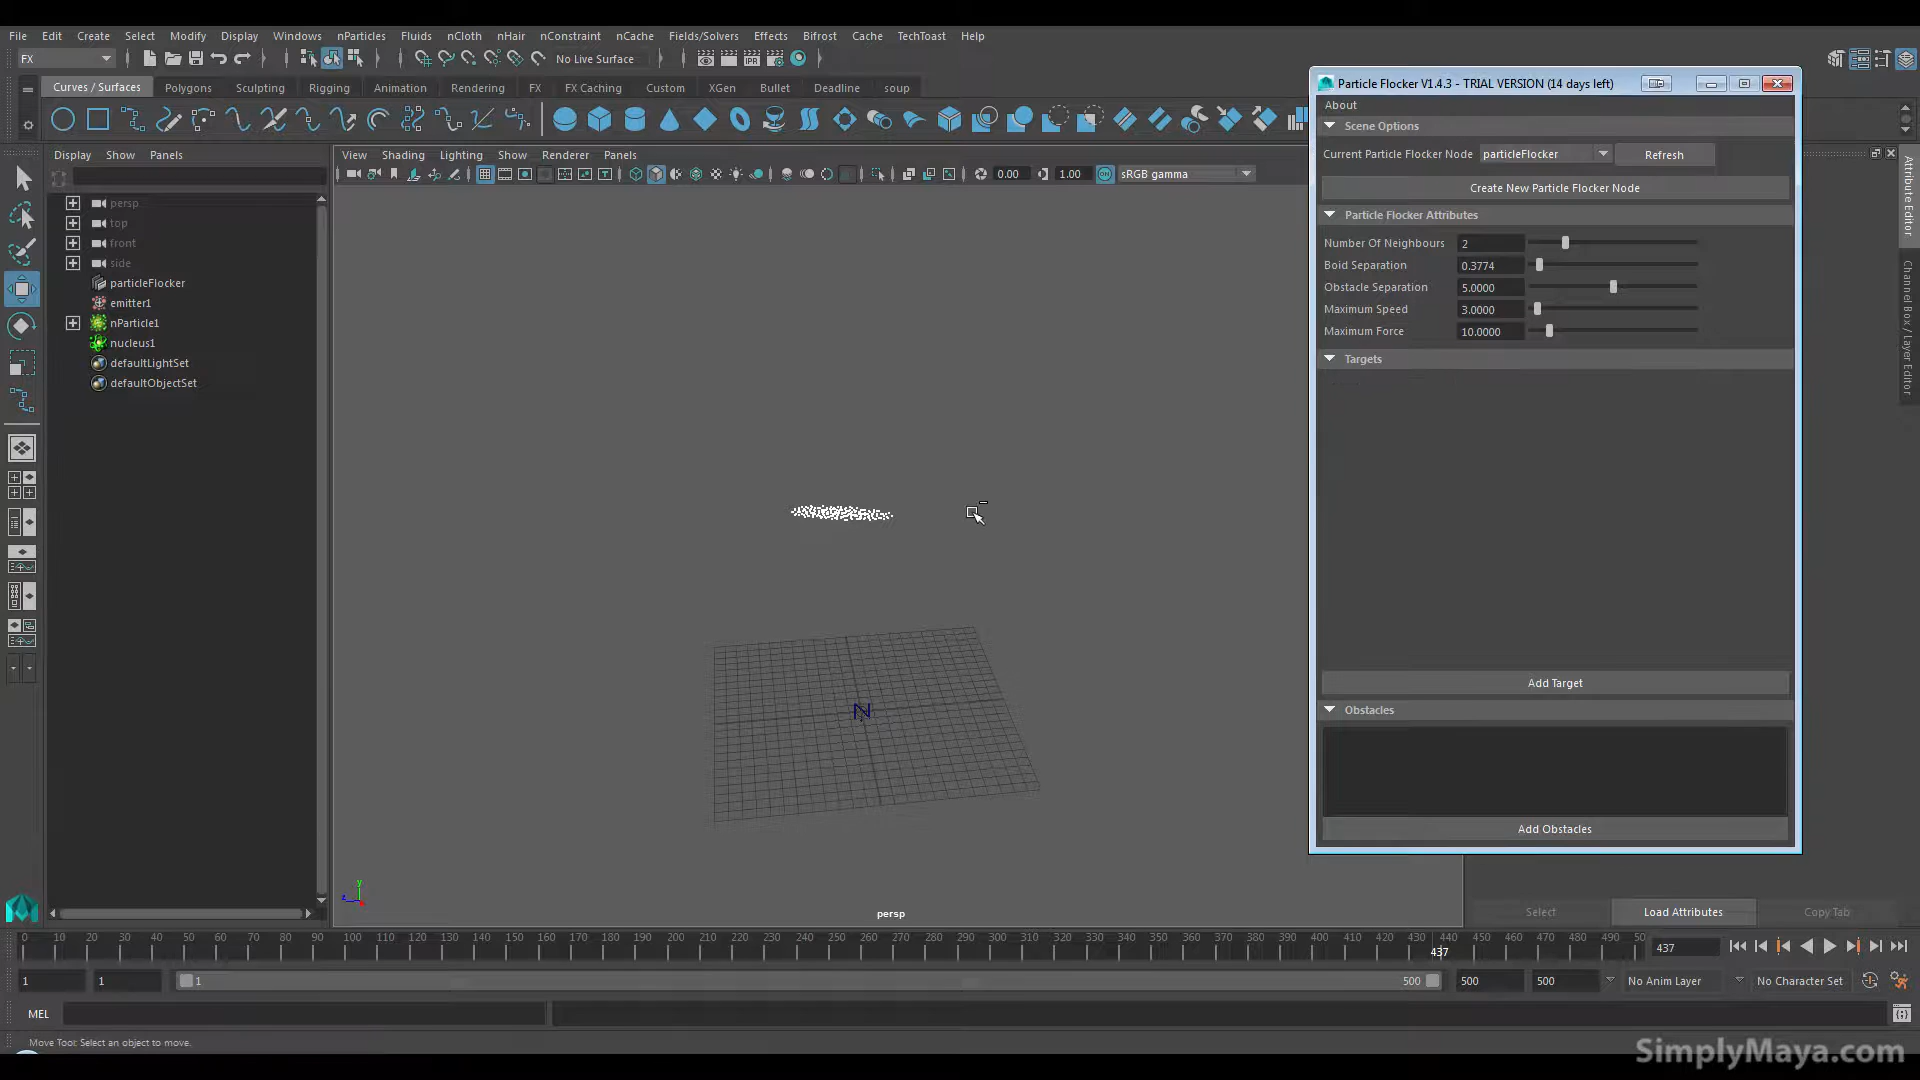 File Edit Create Select Modify Display Windows nParticles Fluids nCloth nHair nConstraint nCache Fields/Solvers Effects Bifrost Cache TechToast Help
FX No Live Surface IPR
Curves / Surfaces Polygons Sculpting Rigging Animation Rendering FX FX Caching Custom XGen Bullet Deadline soup
Display Show Panels
View Shading Lighting Show Renderer Panels
0.00 1.00 ON sRGB gamma
persp
top
front
side
particleFlocker
emitter1
nParticle1
nucleus1
defaultLightSet
defaultObjectSet
N
y
z
persp
Particle Flocker V1.4.3 - TRIAL VERSION (14 days left)
About
Scene Options
Current Particle Flocker Node particleFlocker Refresh
Create New Particle Flocker Node
Particle Flocker Attributes
Number Of Neighbours 2
Boid Separation 0.3774
Obstacle Separation 5.0000
Maximum Speed 3.0000
Maximum Force 10.0000
Targets
Add Target
Obstacles
Add Obstacles
Attribute Editor
Channel Box / Layer Editor
Select Load Attributes Copy Tab
0 10 20 30 40 50 60 70 80 90 100 110 120 130 140 150 160 170 180 190 200 210 220 230 240 250 260 270 280 290 300 310 320 330 340 350 360 370 380 390 400 410 420 430 440 450 460 470 480 490 50
437 437
1 1 1 500 500 500 No Anim Layer No Character Set
MEL
Move Tool: Select an object to move.
SimplyMaya.com